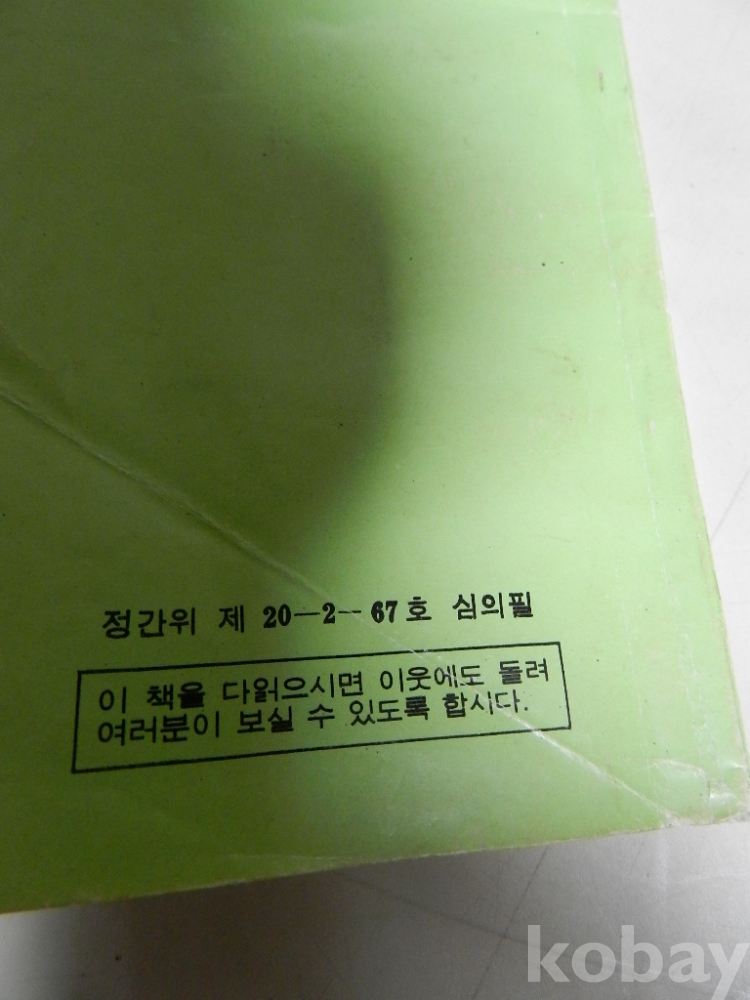 정간위 제 20—2—67호 심의필
이 책을 다읽으시면 이웃에도 돌려
여러분이 보실 수 있도록 합시다.
kobay